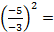 (−5/−3)² =